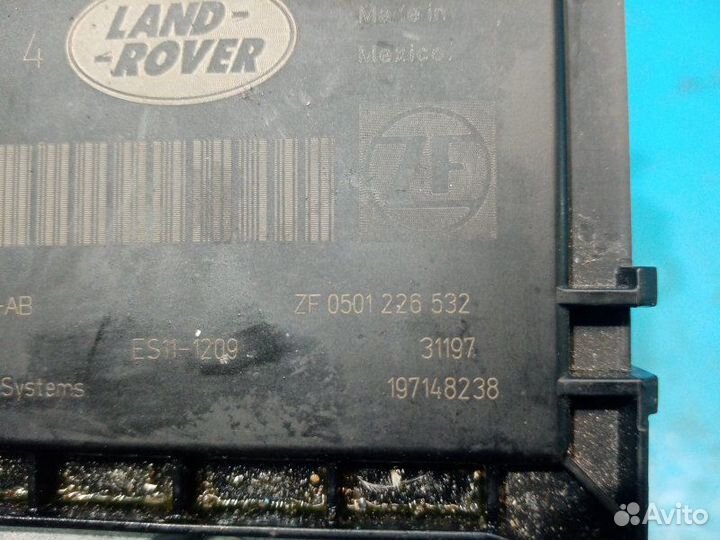 LAND-
-ROVER
4
Made in
Mexico.
ZF
-AB
ZF 0501 226 532
ES11-1209
31197
Systems
197148238
Avito